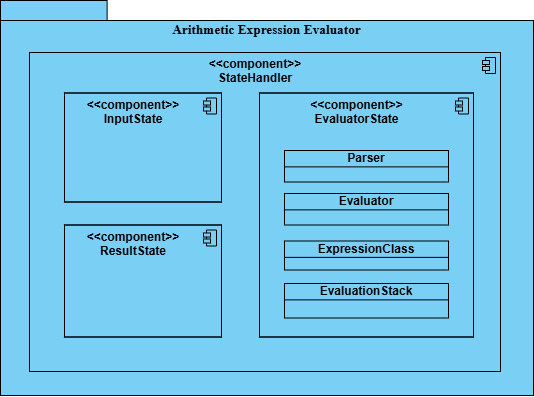 Arithmetic Expression Evaluator
<<component>>
StateHandler
<<component>>
InputState
<<component>>
EvaluatorState
Parser
Evaluator
ExpressionClass
EvaluationStack
<<component>>
ResultState